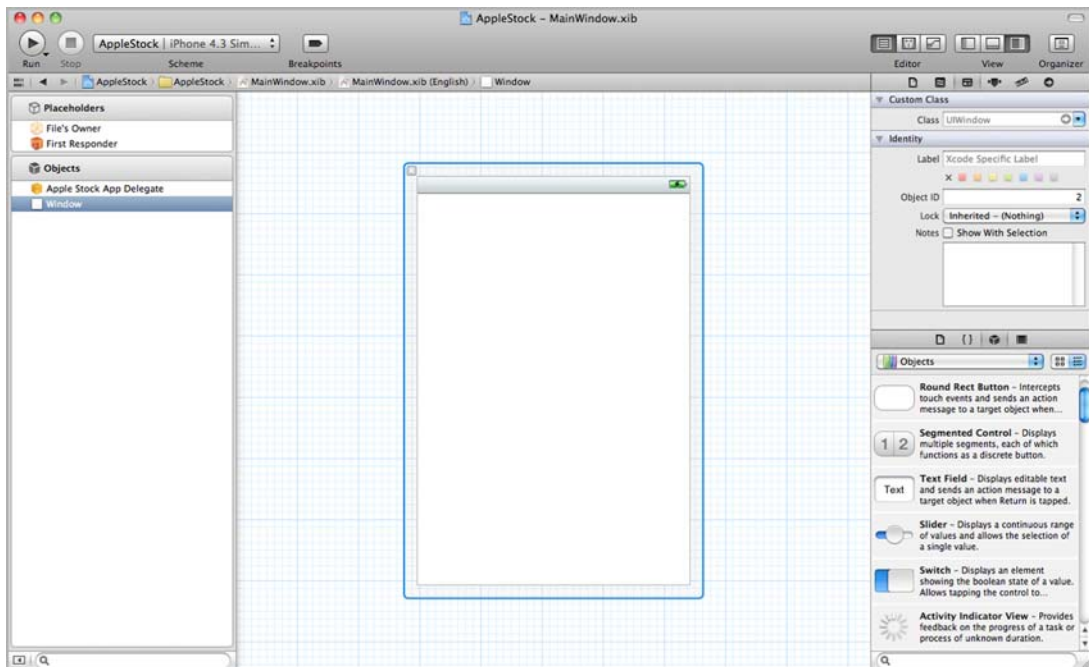 AppleStock – MainWindow.xib
AppleStock | iPhone 4.3 Sim...
Run Stop Scheme Breakpoints Editor View Organizer
AppleStock AppleStock MainWindow.xib MainWindow.xib (English) Window
Placeholders
File's Owner
First Responder
Objects
Apple Stock App Delegate
Window
Custom Class
Class UIWindow
Identity
Label Xcode Specific Label
Object ID 2
Lock Inherited – (Nothing)
Notes Show With Selection
Objects
Round Rect Button – Intercepts
touch events and sends an action
message to a target object when...
1 2
Segmented Control – Displays
multiple segments, each of which
functions as a discrete button.
Text
Text Field – Displays editable text
and sends an action message to a
target object when Return is tapped.
Slider – Displays a continuous range
of values and allows the selection of
a single value.
Switch – Displays an element
showing the boolean state of a value.
Allows tapping the control to...
Activity Indicator View – Provides
feedback on the progress of a task or
process of unknown duration.